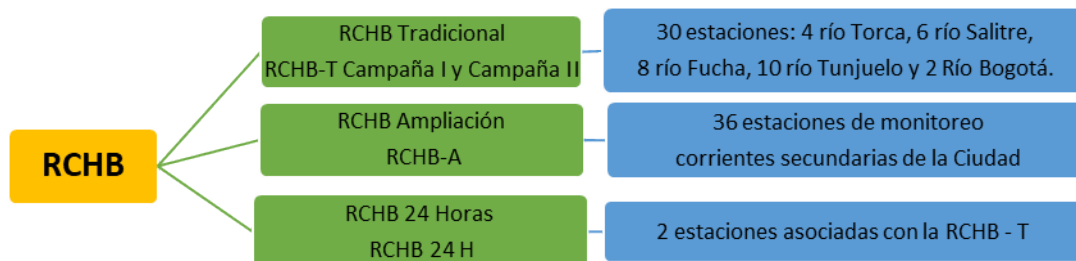 RCHB
RCHB Tradicional
RCHB-T Campaña I y Campaña II
30 estaciones: 4 río Torca, 6 río Salitre,
8 río Fucha, 10 río Tunjuelo y 2 Río Bogotá.
RCHB Ampliación
RCHB-A
36 estaciones de monitoreo
corrientes secundarias de la Ciudad
RCHB 24 Horas
RCHB 24 H
2 estaciones asociadas con la RCHB - T